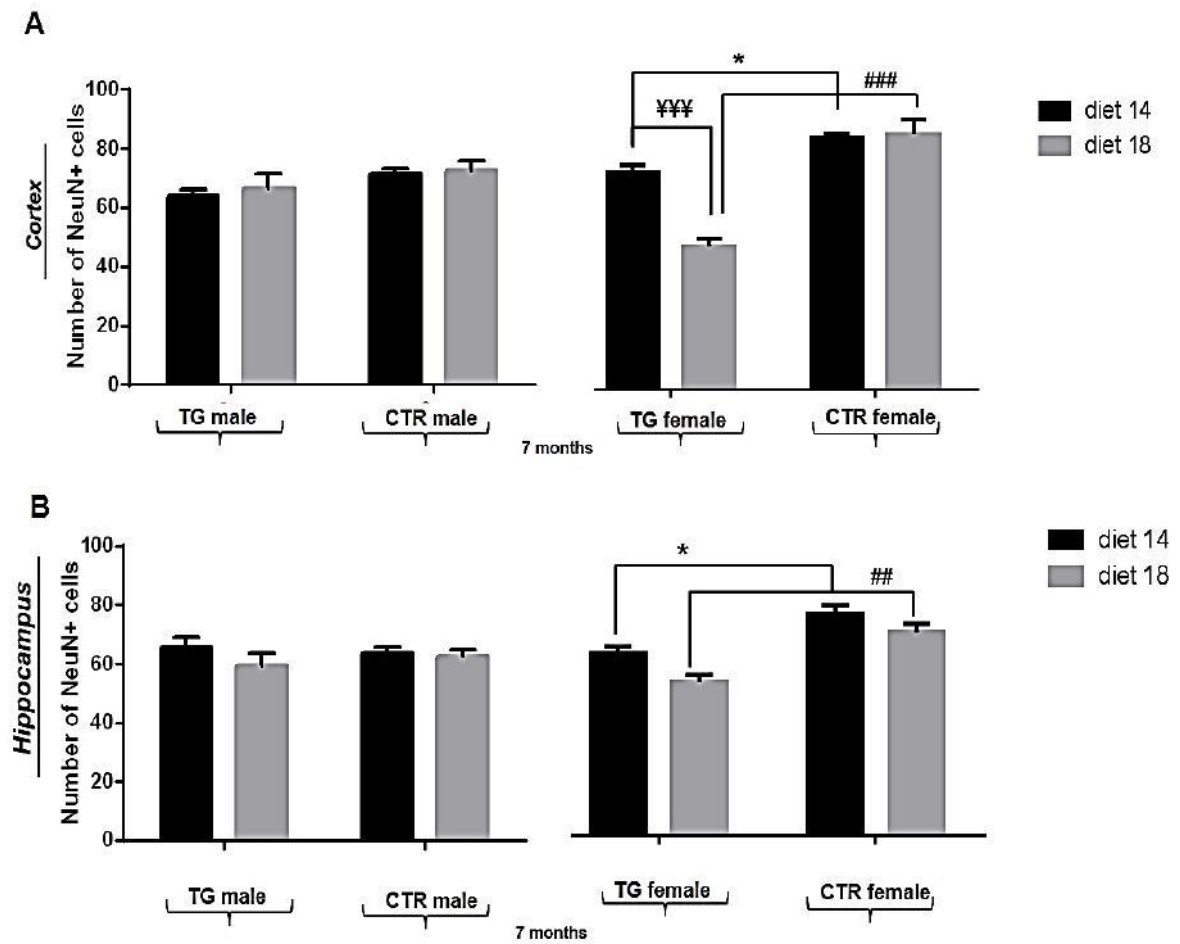 A
Cortex
Number of NeuN+ cells
100
80
60
40
20
0
*
###
¥¥¥
diet 14
diet 18
TG male
CTR male
TG female
CTR female
7 months
B
Hippocampus
Number of NeuN+ cells
100
80
60
40
20
0
*
##
diet 14
diet 18
TG male
CTR male
TG female
CTR female
7 months